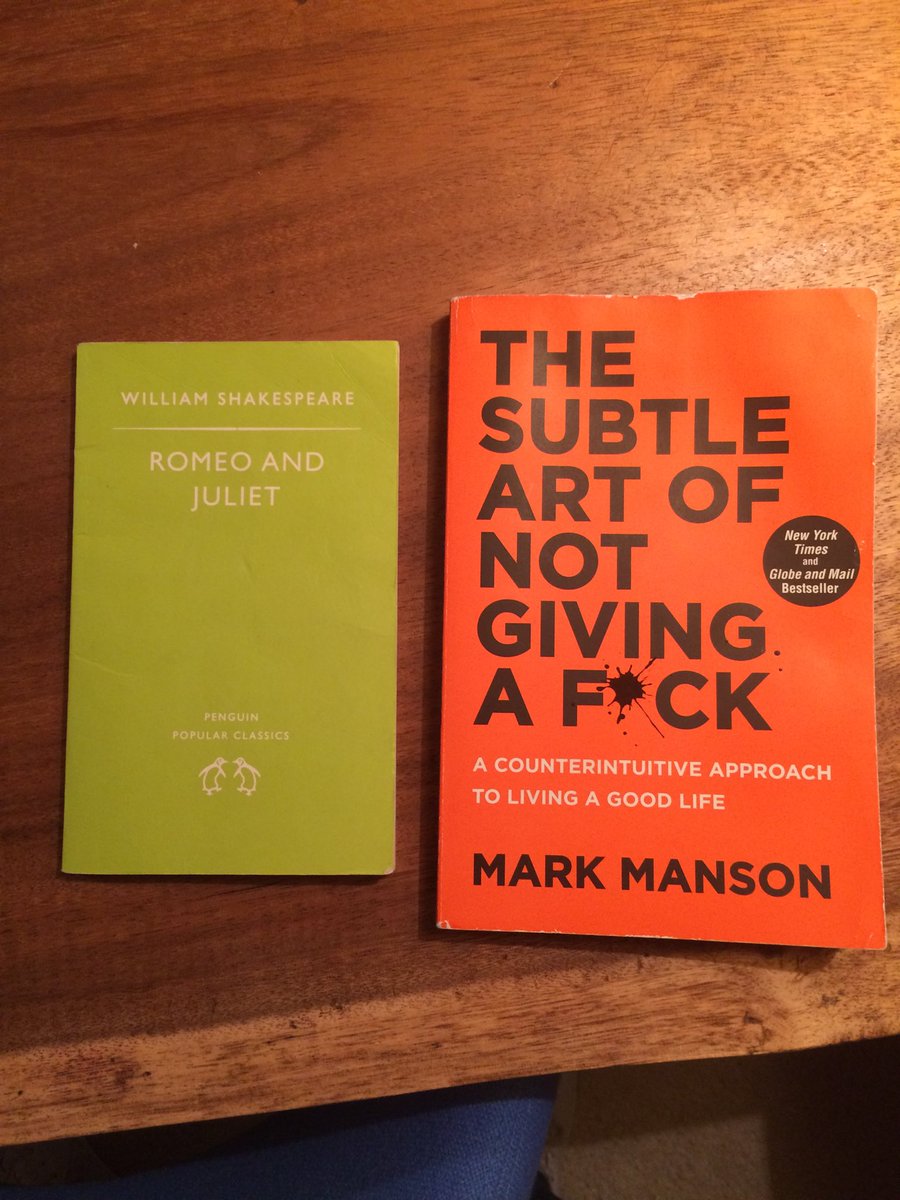 WILLIAM SHAKESPEARE
ROMEO AND
JULIET
PENGUIN
POPULAR CLASSICS
THE
SUBTLE
ART OF
NOT
GIVING
A F*CK
New York
Times
and
Globe and Mail
Bestseller
A COUNTERINTUITIVE APPROACH
TO LIVING A GOOD LIFE
MARK MANSON